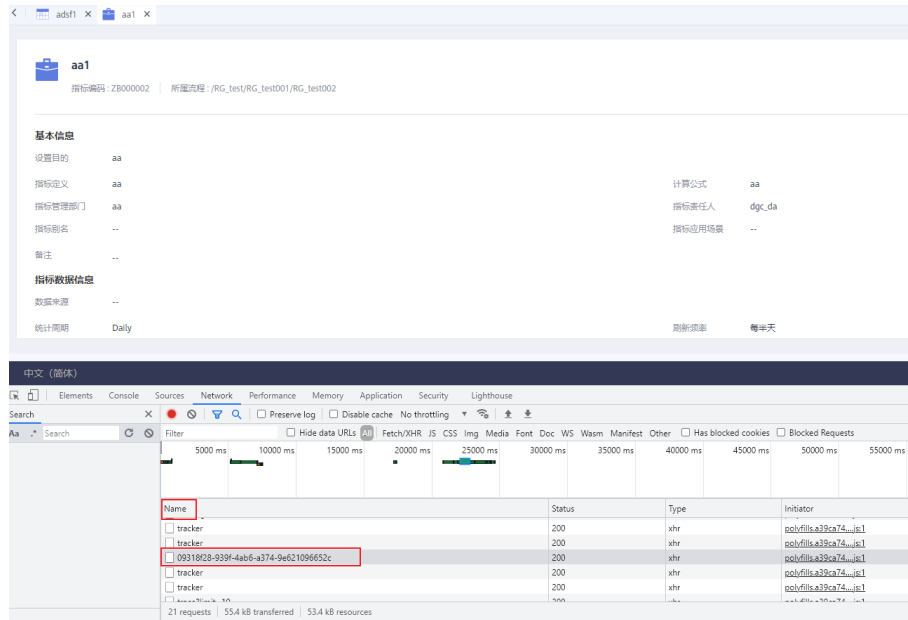 adsf1 aa1
aa1
指标编码 : ZB000002 所属流程 : /RG_test/RG_test001/RG_test002
基本信息
设置目的 aa
指标定义 aa 计算公式 aa
指标管理部门 aa 指标责任人 dgc_da
指标别名 -- 指标应用场景 --
备注 --
指标数据信息
数据来源 --
统计周期 Daily 刷新频率 每半天
中文（简体）
Elements Console Sources Network Performance Memory Application Security Lighthouse
Search Preserve log Disable cache No throttling
Aa .* Search Filter Hide data URLs All Fetch/XHR JS CSS Img Media Font Doc WS Wasm Manifest Other Has blocked cookies Blocked Requests
5000 ms 10000 ms 15000 ms 20000 ms 25000 ms 30000 ms 35000 ms 40000 ms 45000 ms 50000 ms 55000 ms
Name Status Type Initiator
tracker 200 xhr polyfills.a39ca74....js:1
tracker 200 xhr polyfills.a39ca74....js:1
09318f28-939f-4ab6-a374-9e621096652c 200 xhr polyfills.a39ca74....js:1
tracker 200 xhr polyfills.a39ca74....js:1
tracker 200 xhr polyfills.a39ca74....js:1
21 requests 55.4 kB transferred 53.4 kB resources